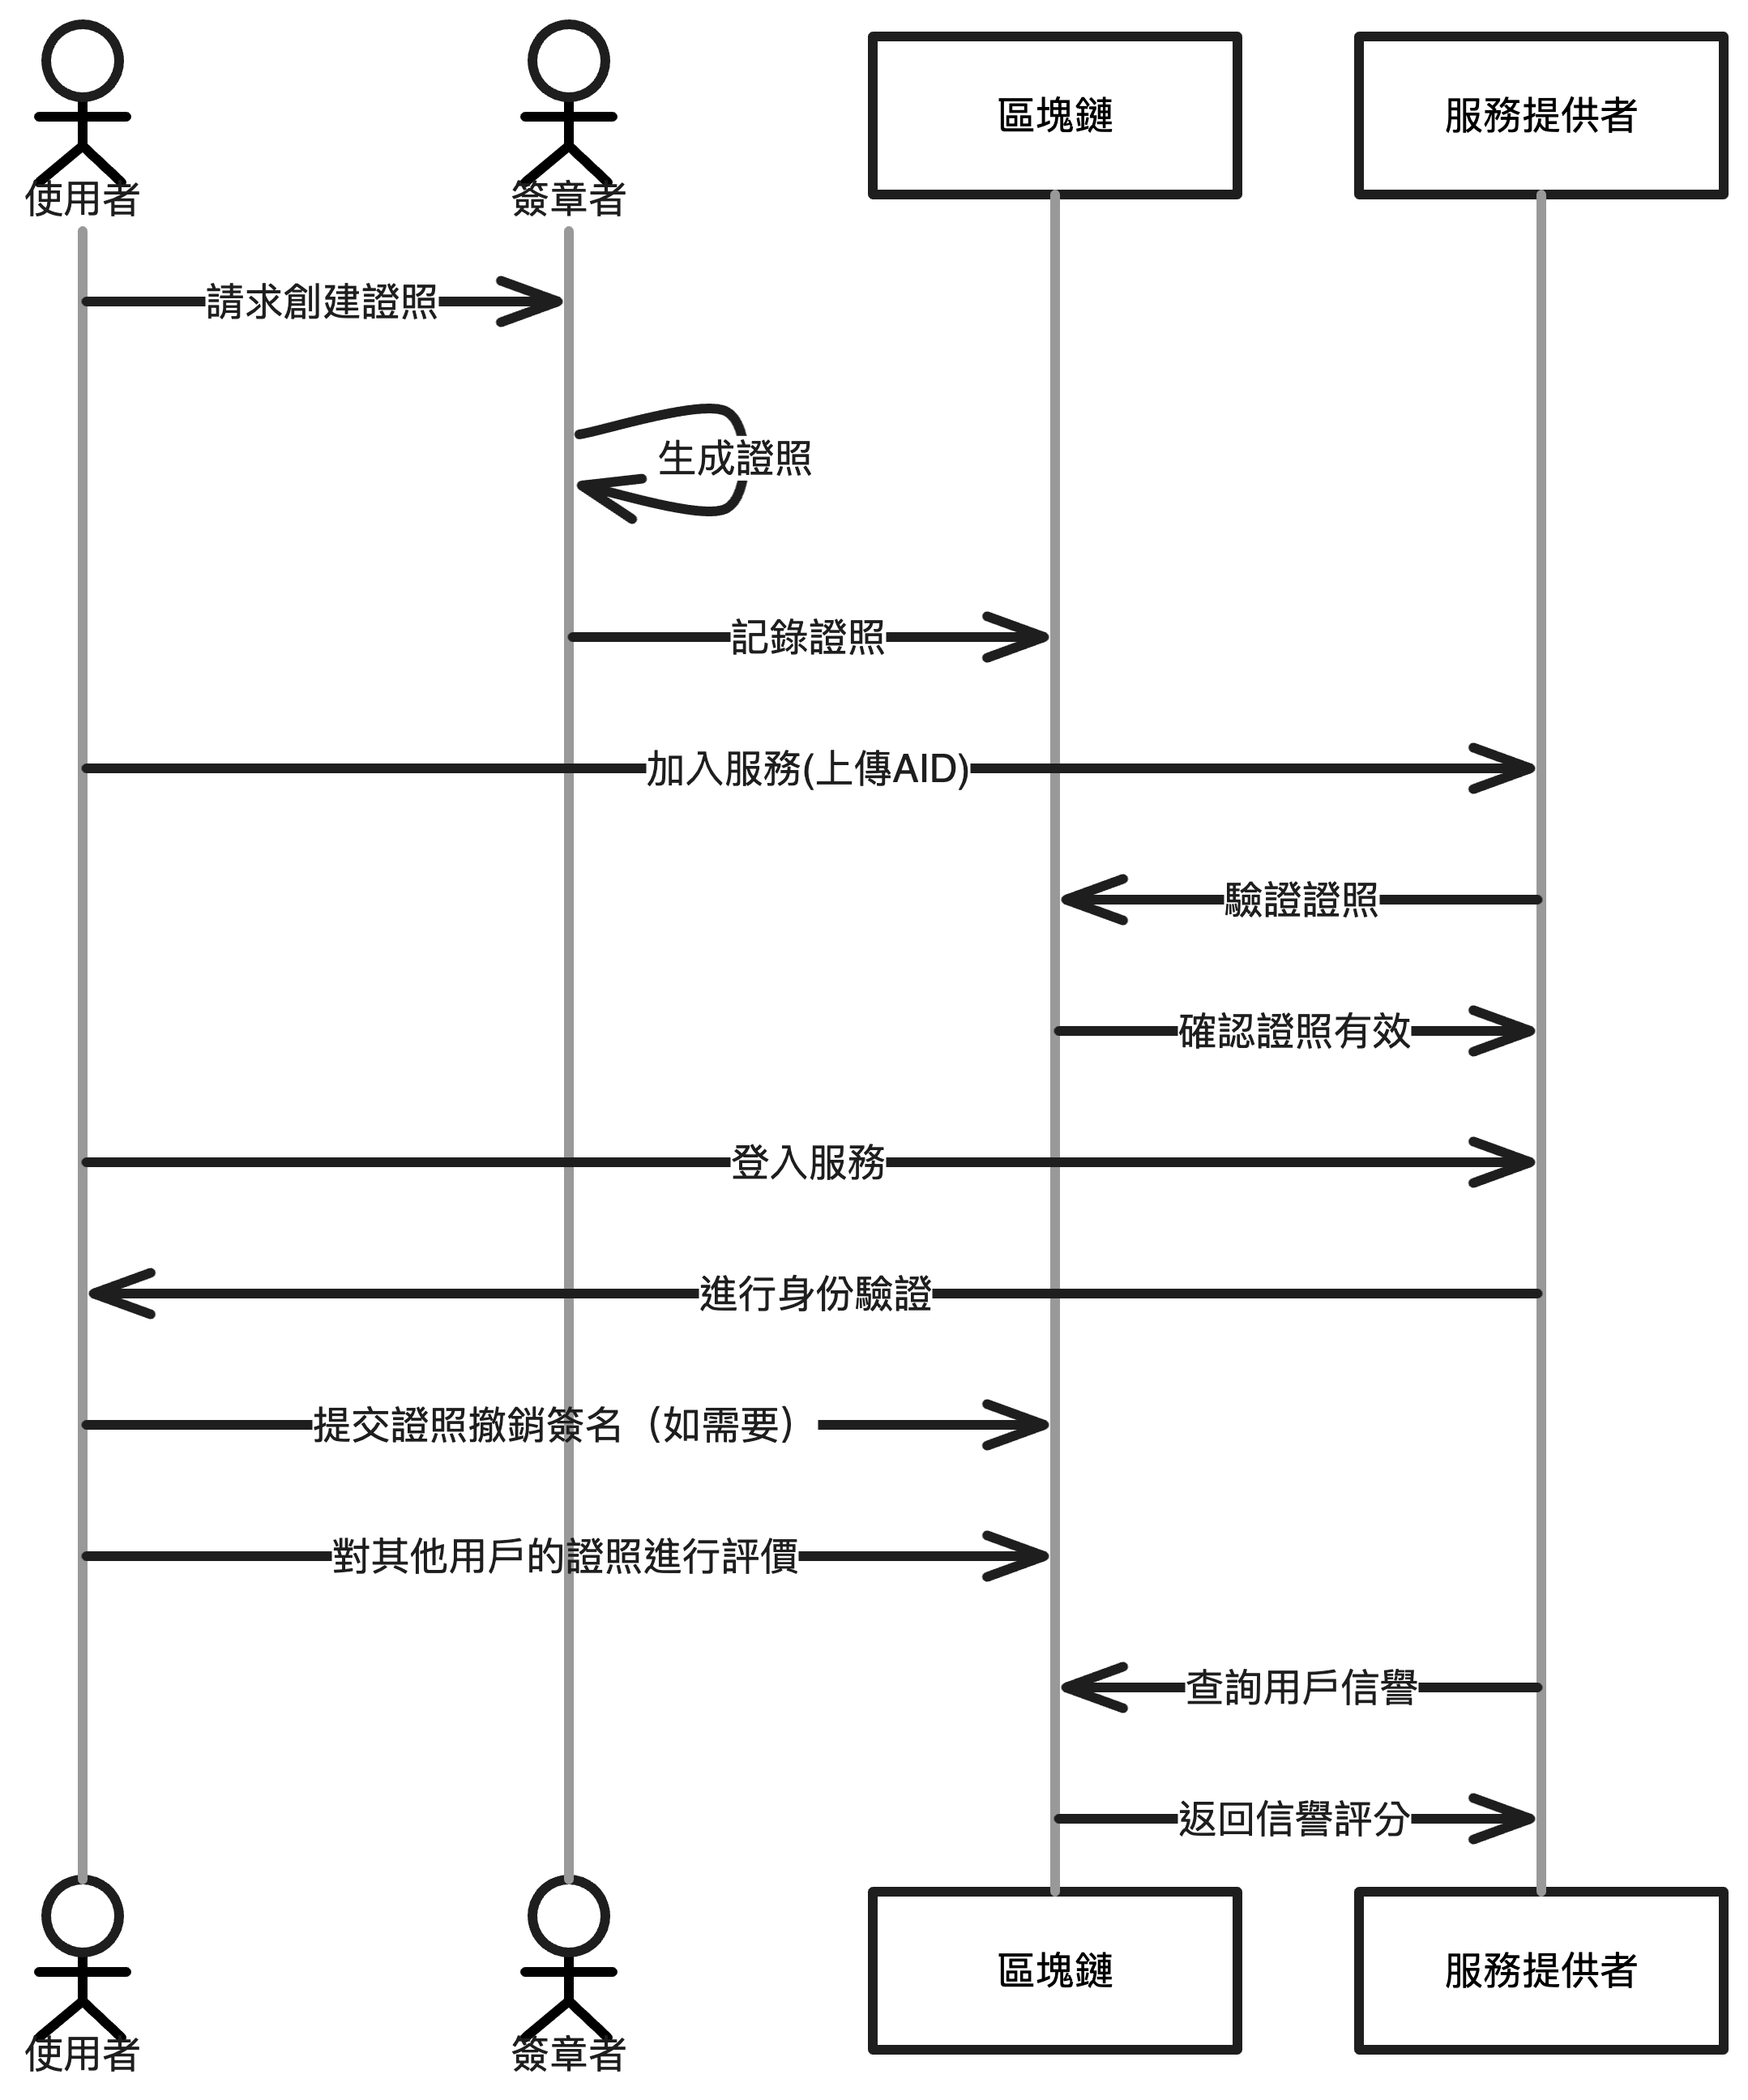 使用者
簽章者
區塊鏈
服務提供者
請求創建證照
生成證照
記錄證照
加入服務(上傳AID)
驗證證照
確認證照有效
登入服務
進行身份驗證
提交證照撤銷簽名（如需要）
對其他用戶的證照進行評價
查詢用戶信譽
返回信譽評分
使用者
簽章者
區塊鏈
服務提供者